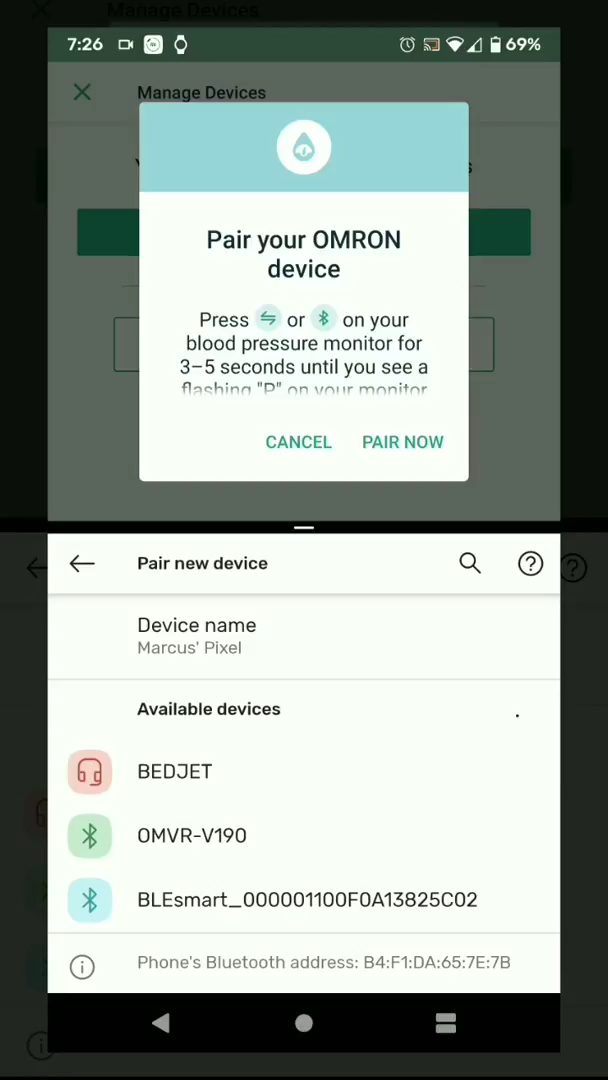 Manage Devices
7:26
69%
Manage Devices
Pair your OMRON
device
Press or on your
blood pressure monitor for
3–5 seconds until you see a
flashing "P" on your monitor
CANCEL PAIR NOW
Pair new device
Device name
Marcus' Pixel
Available devices
BEDJET
OMVR-V190
BLEsmart_000001100F0A13825C02
Phone's Bluetooth address: B4:F1:DA:65:7E:7B